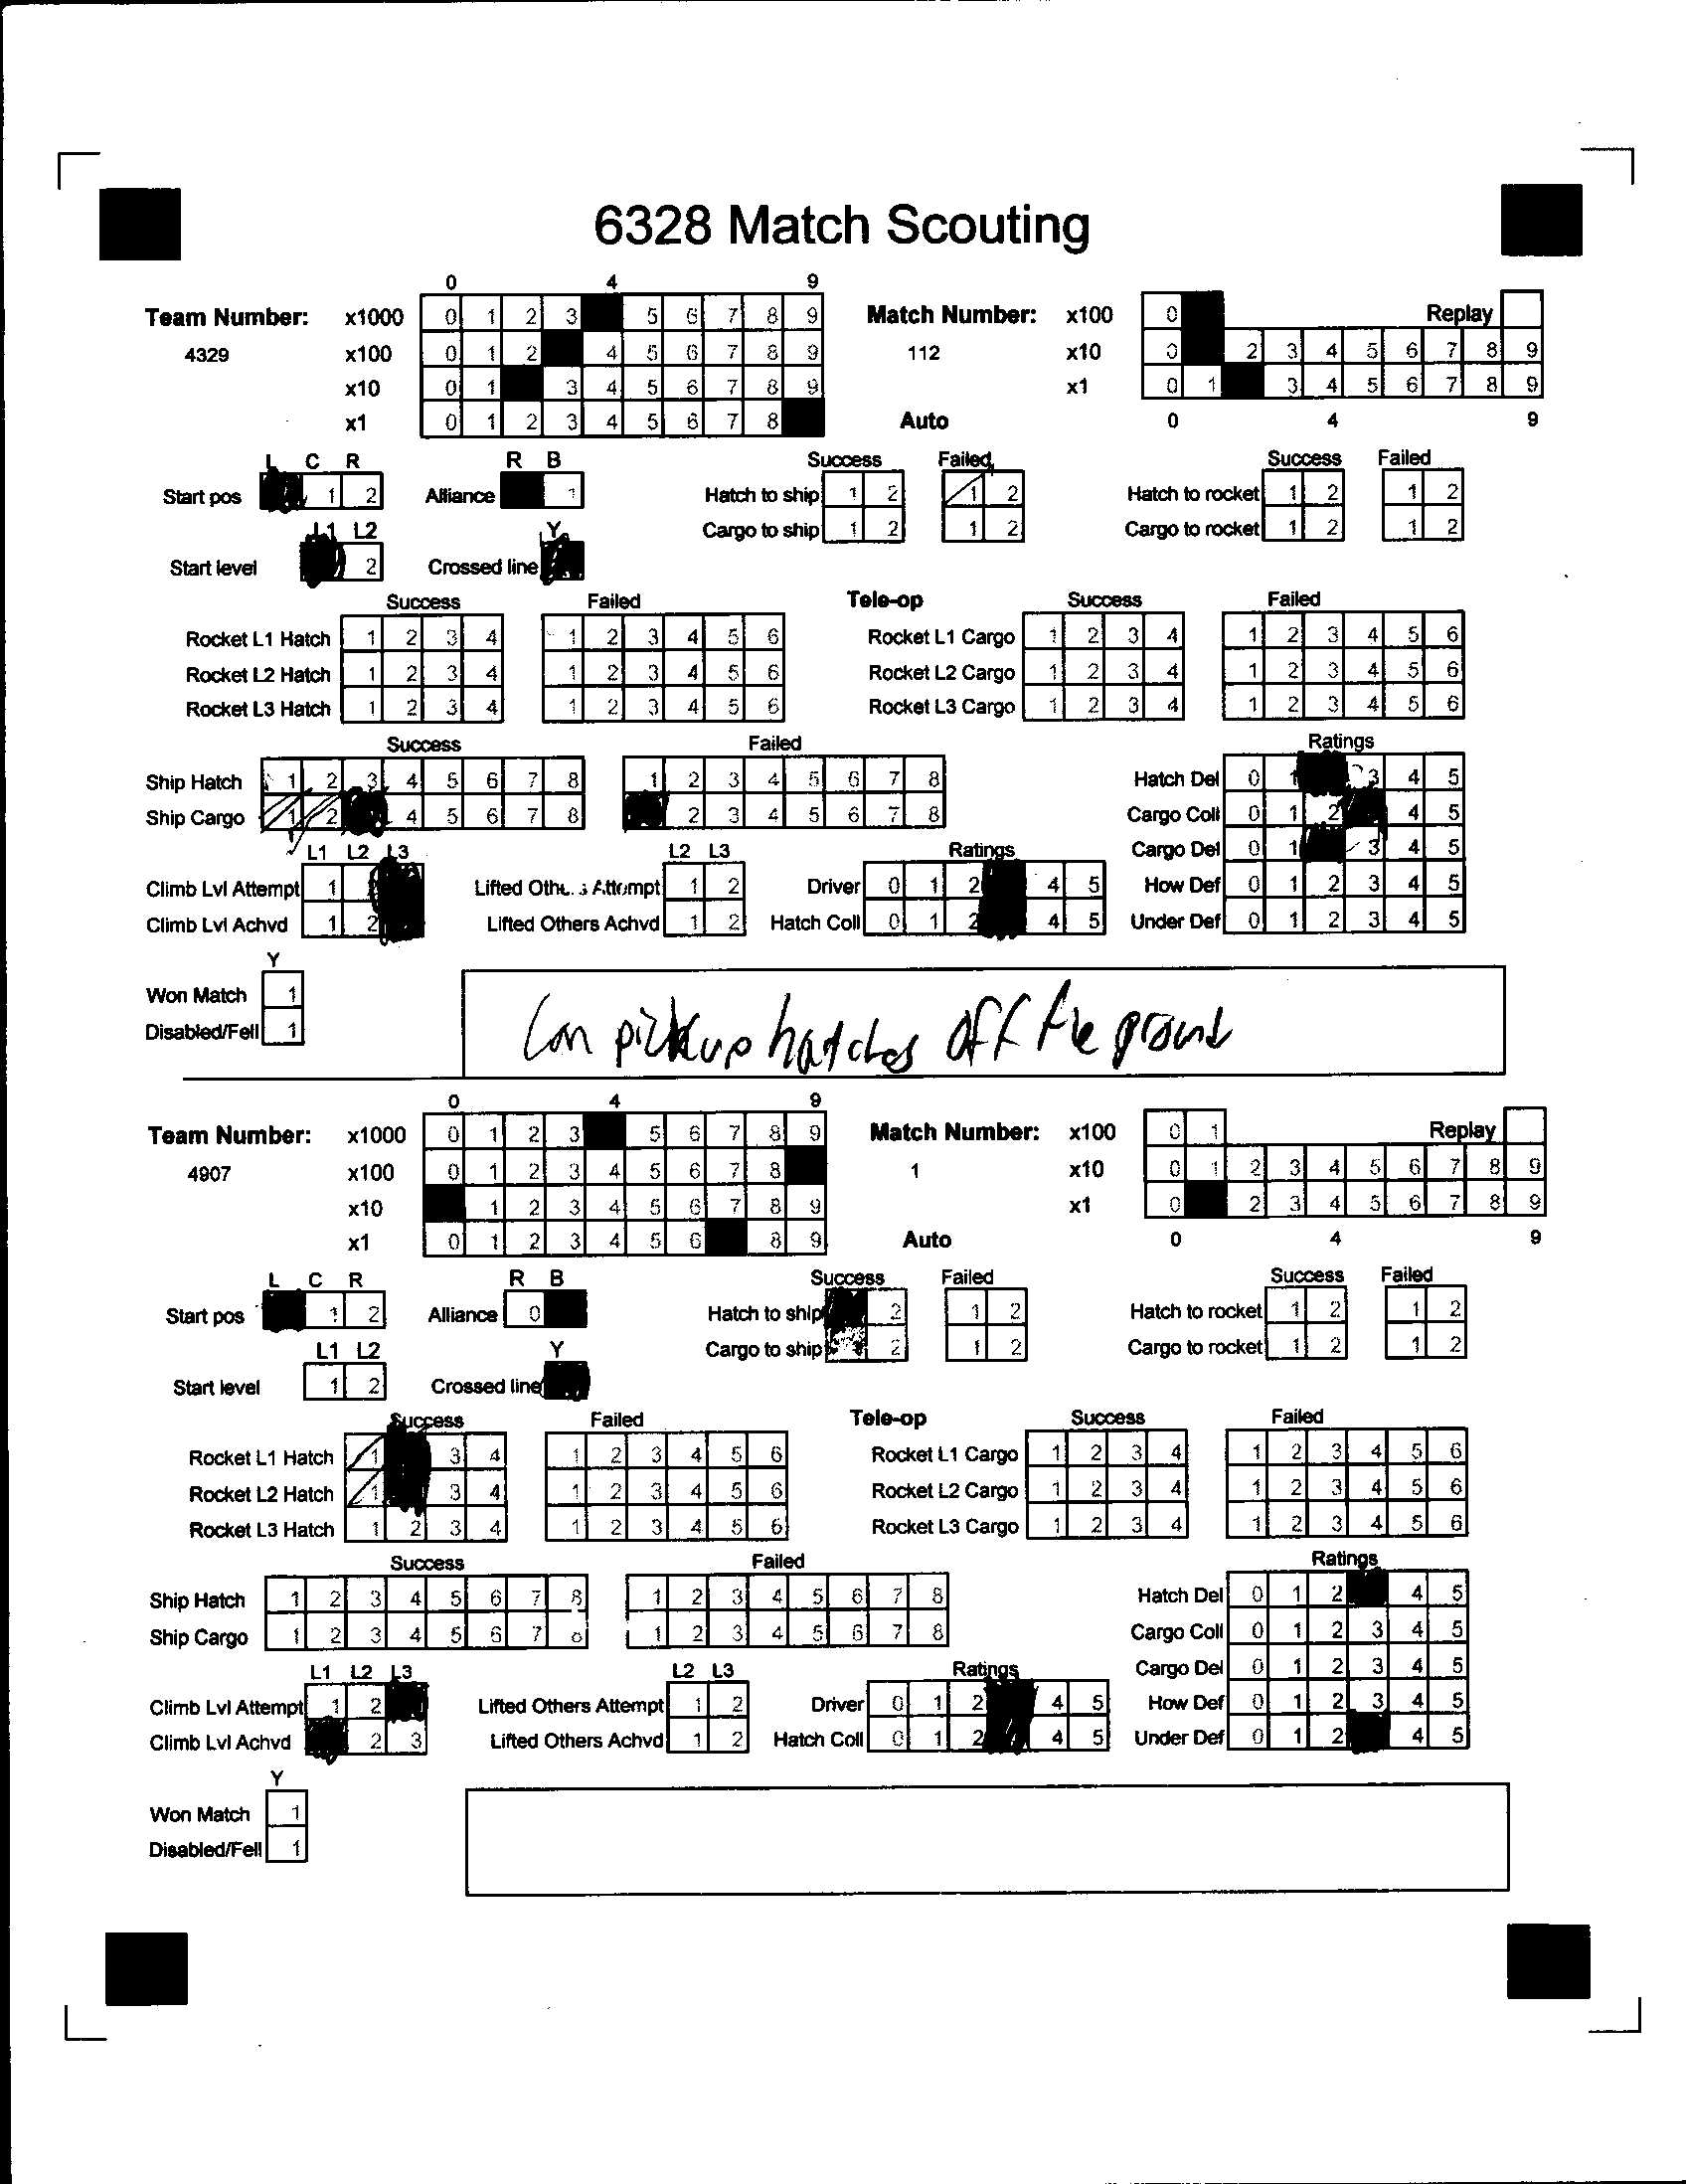 6328 Match Scouting
0 4 9
Team Number: x1000 0 1 2 3 5 6 7 8 9 Match Number: x100 0 Replay
4329 x100 0 1 2 4 5 6 7 8 9 112 x10 0 2 3 4 5 6 7 8 9
x10 0 1 3 4 5 6 7 8 9 x1 0 1 3 4 5 6 7 8 9
x1 0 1 2 3 4 5 6 7 8 Auto 0 4 9
L C R R B Success Failed Success Failed
Start pos 1 2 Alliance 1 Hatch to ship 1 2 1 2 Hatch to rocket 1 2 1 2
L1 L2 Y Cargo to ship 1 2 1 2 Cargo to rocket 1 2 1 2
Start level 2 Crossed line
Success Failed Tele-op Success Failed
Rocket L1 Hatch 1 2 3 4 1 2 3 4 5 6 Rocket L1 Cargo 1 2 3 4 1 2 3 4 5 6
Rocket L2 Hatch 1 2 3 4 1 2 3 4 5 6 Rocket L2 Cargo 1 2 3 4 1 2 3 4 5 6
Rocket L3 Hatch 1 2 3 4 1 2 3 4 5 6 Rocket L3 Cargo 1 2 3 4 1 2 3 4 5 6
Success Failed Ratings
Ship Hatch 1 2 3 4 5 6 7 8 1 2 3 4 5 6 7 8 Hatch Del 0 1 3 4 5
Ship Cargo 1 2 4 5 6 7 8 2 3 4 5 6 7 8 Cargo Coll 0 1 2 4 5
L1 L2 L3 L2 L3 Ratings Cargo Del 0 1 3 4 5
Climb Lvl Attempt 1 Lifted Others Attempt 1 2 Driver 0 1 2 4 5 How Def 0 1 2 3 4 5
Climb Lvl Achvd 1 2 Lifted Others Achvd 1 2 Hatch Coll 0 1 2 4 5 Under Def 0 1 2 3 4 5
Y
Won Match 1
Disabled/Fell 1
Can pickup hatches off the ground
0 4 9
Team Number: x1000 0 1 2 3 5 6 7 8 9 Match Number: x100 0 1 Replay
4907 x100 0 1 2 3 4 5 6 7 8 1 x10 0 1 2 3 4 5 6 7 8 9
x10 1 2 3 4 5 6 7 8 9 x1 0 2 3 4 5 6 7 8 9
x1 0 1 2 3 4 5 6 8 9 Auto 0 4 9
L C R R B Success Failed Success Failed
Start pos 1 2 Alliance 0 Hatch to ship 2 1 2 Hatch to rocket 1 2 1 2
L1 L2 Y Cargo to ship 2 1 2 Cargo to rocket 1 2 1 2
Start level 1 2 Crossed line
Success Failed Tele-op Success Failed
Rocket L1 Hatch 1 3 4 1 2 3 4 5 6 Rocket L1 Cargo 1 2 3 4 1 2 3 4 5 6
Rocket L2 Hatch 1 3 4 1 2 3 4 5 6 Rocket L2 Cargo 1 2 3 4 1 2 3 4 5 6
Rocket L3 Hatch 1 2 3 4 1 2 3 4 5 6 Rocket L3 Cargo 1 2 3 4 1 2 3 4 5 6
Success Failed Ratings
Ship Hatch 1 2 3 4 5 6 7 8 1 2 3 4 5 6 7 8 Hatch Del 0 1 2 4 5
Ship Cargo 1 2 3 4 5 6 7 8 1 2 3 4 5 6 7 8 Cargo Coll 0 1 2 3 4 5
L1 L2 L3 L2 L3 Ratings Cargo Del 0 1 2 3 4 5
Climb Lvl Attempt 1 2 Lifted Others Attempt 1 2 Driver 0 1 2 4 5 How Def 0 1 2 3 4 5
Climb Lvl Achvd 2 3 Lifted Others Achvd 1 2 Hatch Coll 0 1 2 4 5 Under Def 0 1 2 4 5
Y
Won Match 1
Disabled/Fell 1